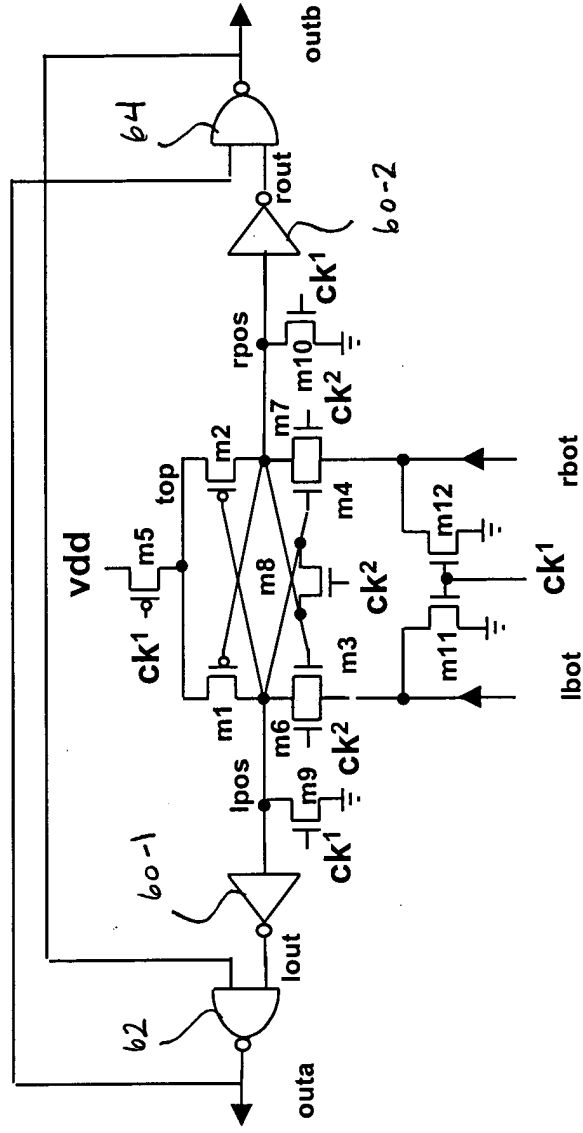 outb
64
rout
60-2
ck¹
rpos
m10
ck²
m7
m2
top
m4
rbot
vdd
m5
m8
m12
ck¹
ck²
ck¹
m3
m11
m1
m6
lbot
ck²
lpos
m9
ck¹
60-1
lout
62
outa